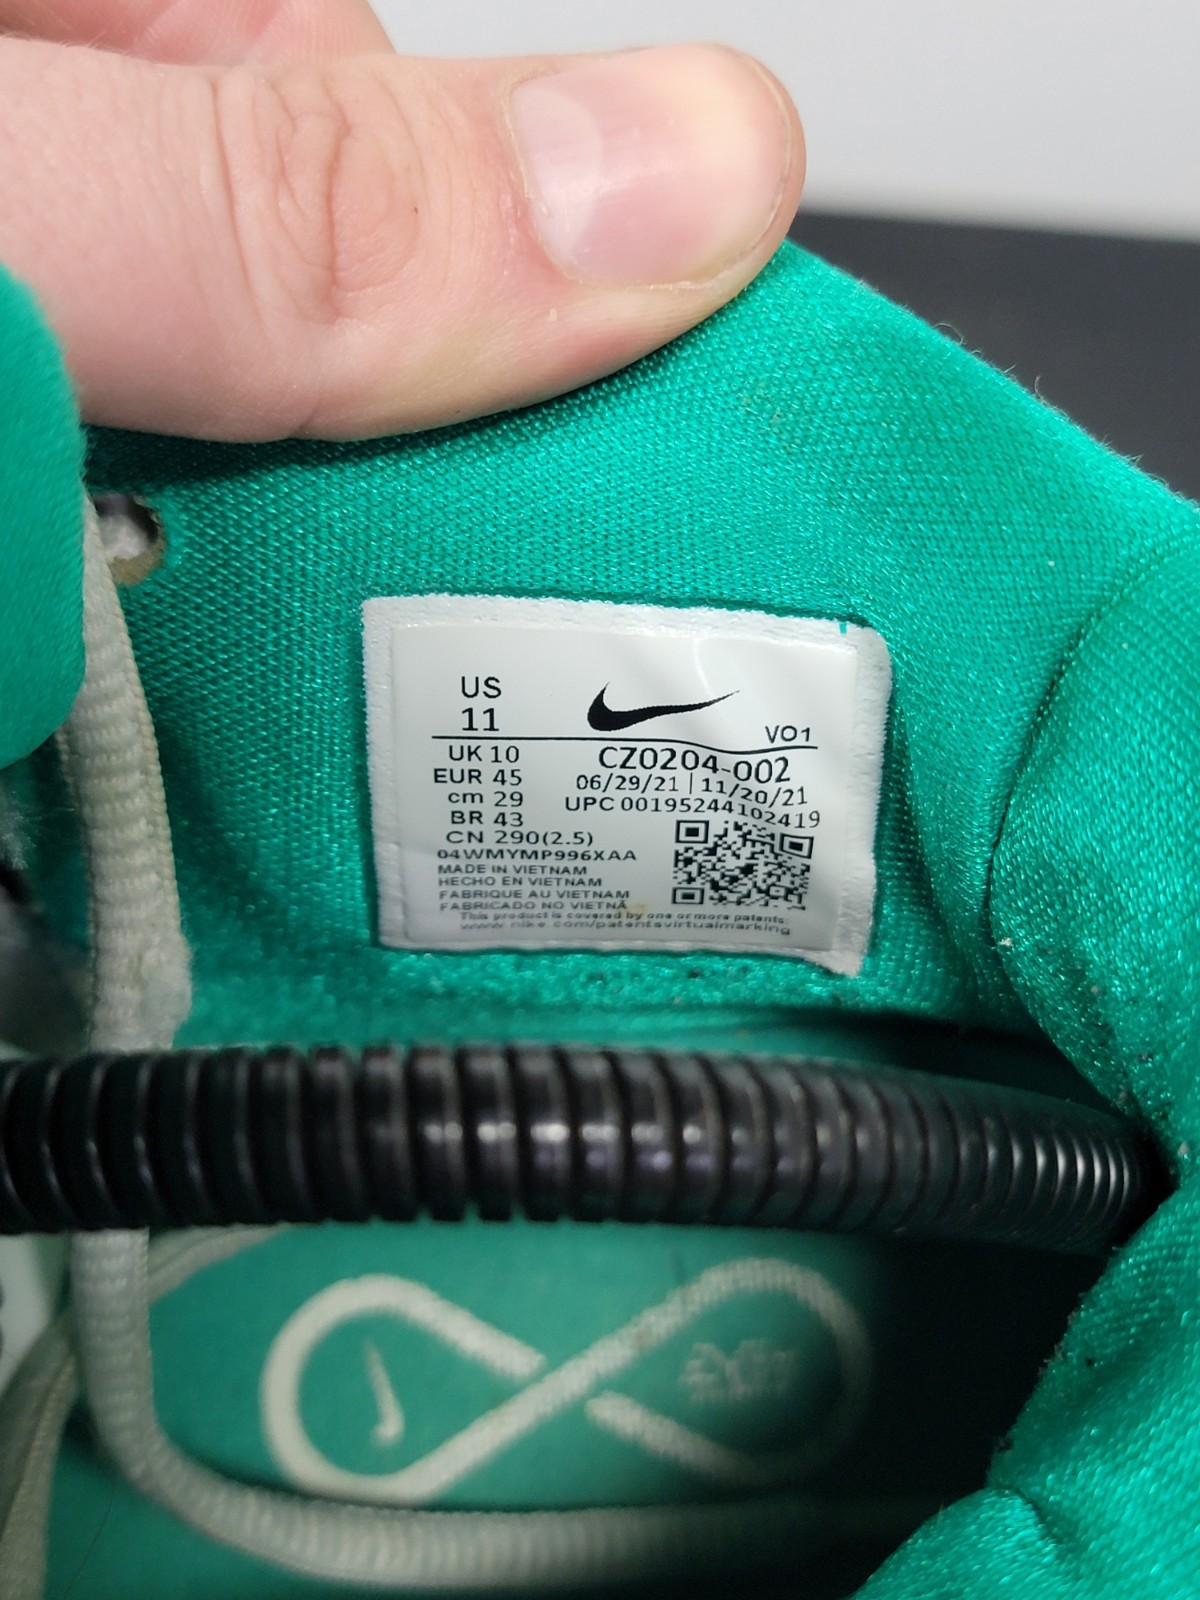 US
11
VO1
UK 10
CZ0204-002
EUR 45
06/29/21 | 11/20/21
cm 29
UPC 00195244102419
BR 43
CN 290(2.5)
04WMYMP996XAA
MADE IN VIETNAM
HECHO EN VIETNAM
FABRIQUE AU VIETNAM
FABRICADO NO VIETNÃ
This product is covered by one or more patents.
www.nike.com/patentsvirtualmarking